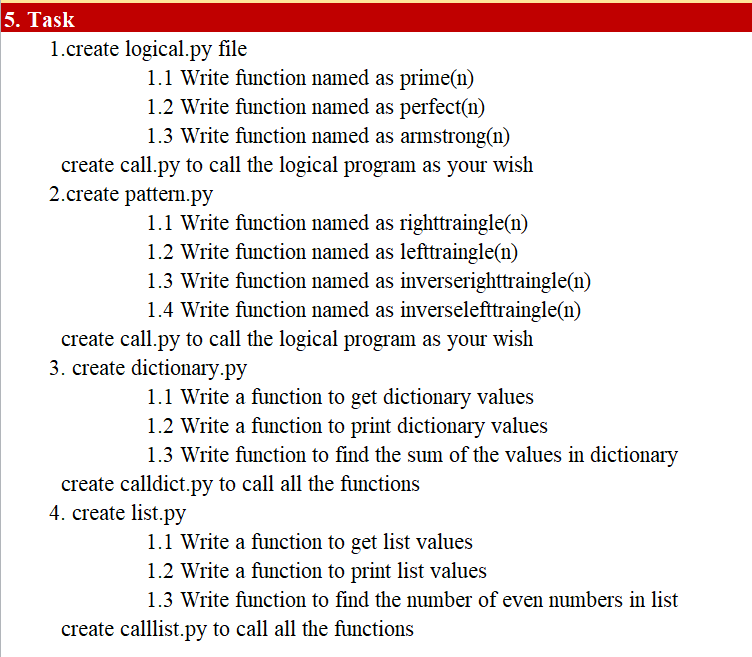 5. Task
1.create logical.py file
1.1 Write function named as prime(n)
1.2 Write function named as perfect(n)
1.3 Write function named as armstrong(n)
create call.py to call the logical program as your wish
2.create pattern.py
1.1 Write function named as righttraingle(n)
1.2 Write function named as lefttraingle(n)
1.3 Write function named as inverserighttraingle(n)
1.4 Write function named as inverselefttraingle(n)
create call.py to call the logical program as your wish
3. create dictionary.py
1.1 Write a function to get dictionary values
1.2 Write a function to print dictionary values
1.3 Write function to find the sum of the values in dictionary
create calldict.py to call all the functions
4. create list.py
1.1 Write a function to get list values
1.2 Write a function to print list values
1.3 Write function to find the number of even numbers in list
create calllist.py to call all the functions